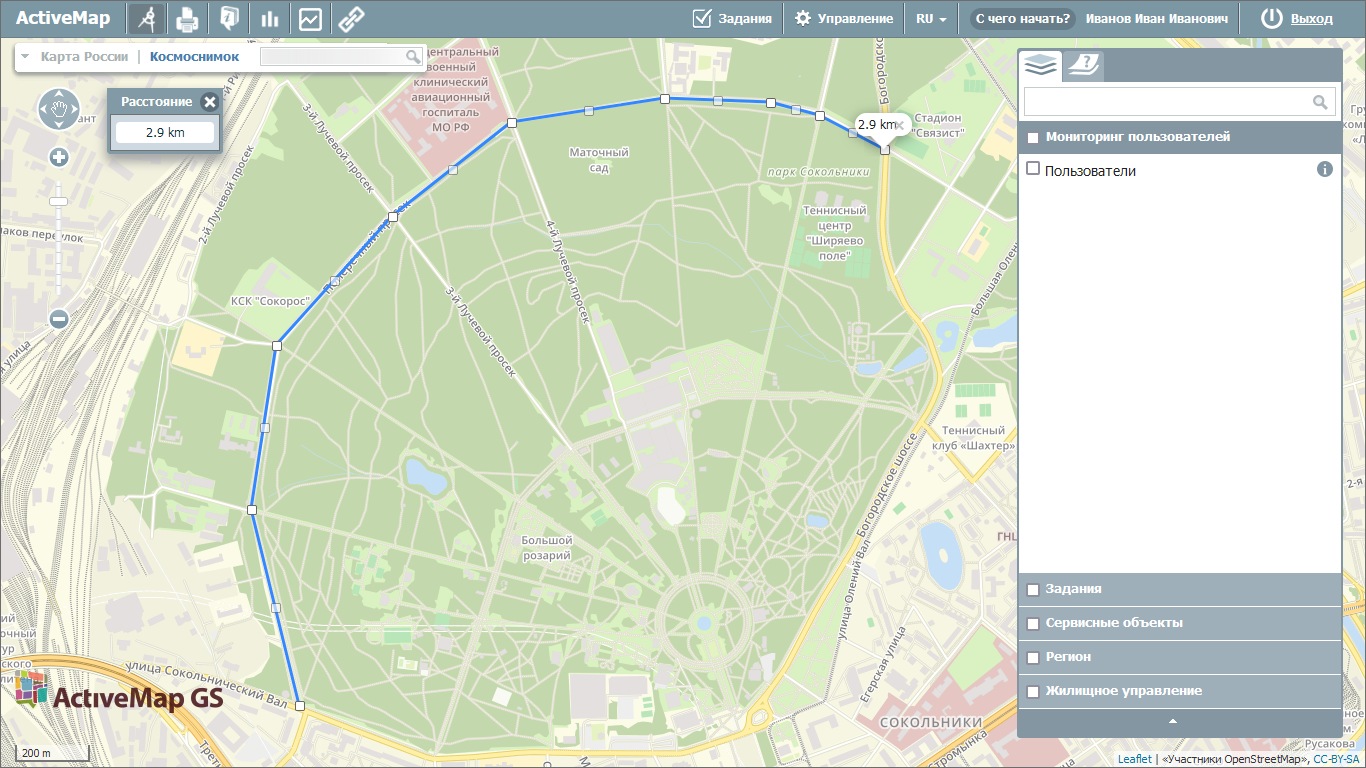 ActiveMap
Задания
Управление
RU
С чего начать?
Иванов Иван Иванович
Выход
Карта России | Космоснимок
Расстояние
2.9 km
2.9 km
Центральный
военный
клинический
авиационный
госпиталь
МО РФ
Маточный
сад
парк Сокольники
Теннисный
центр
"Ширяево
поле"
Стадион
"Связист"
3-й Лучевой просек
2-й Лучевой просек
4-й Лучевой просек
3-й Лучевой просек
КСК "Сокорос"
Большая Олень
Теннисный
клуб «Шахтер»
Богородское шоссе
Большой
розарий
улица Олений Вал
Егерская улица
улица Сокольнический Вал
СОКОЛЬНИКИ
Стромынка
Русакова
ActiveMap GS
200 m
Мониторинг пользователей
Пользователи
Задания
Сервисные объекты
Регион
Жилищное управление
Leaflet | «Участники OpenStreetMap», CC-BY-SA